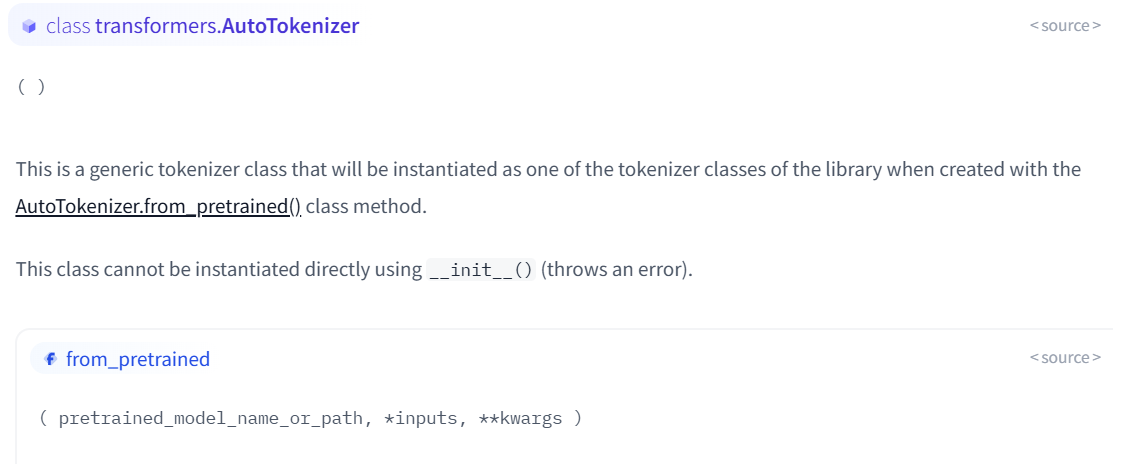 class transformers.AutoTokenizer <source>
( )
This is a generic tokenizer class that will be instantiated as one of the tokenizer classes of the library when created with the
AutoTokenizer.from_pretrained() class method.
This class cannot be instantiated directly using __init__() (throws an error).
from_pretrained <source>
( pretrained_model_name_or_path, *inputs, **kwargs )